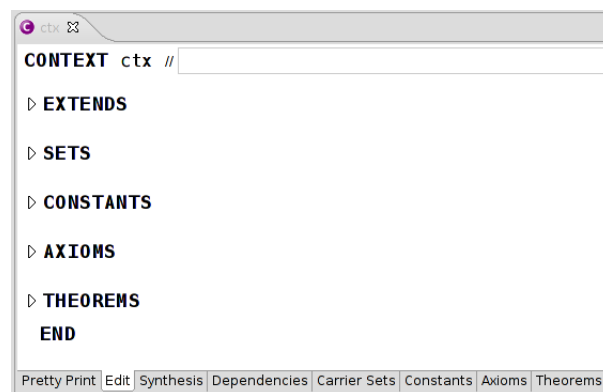 C ctx
CONTEXT ctx //
EXTENDS
SETS
CONSTANTS
AXIOMS
THEOREMS
END
Pretty Print Edit Synthesis Dependencies Carrier Sets Constants Axioms Theorems